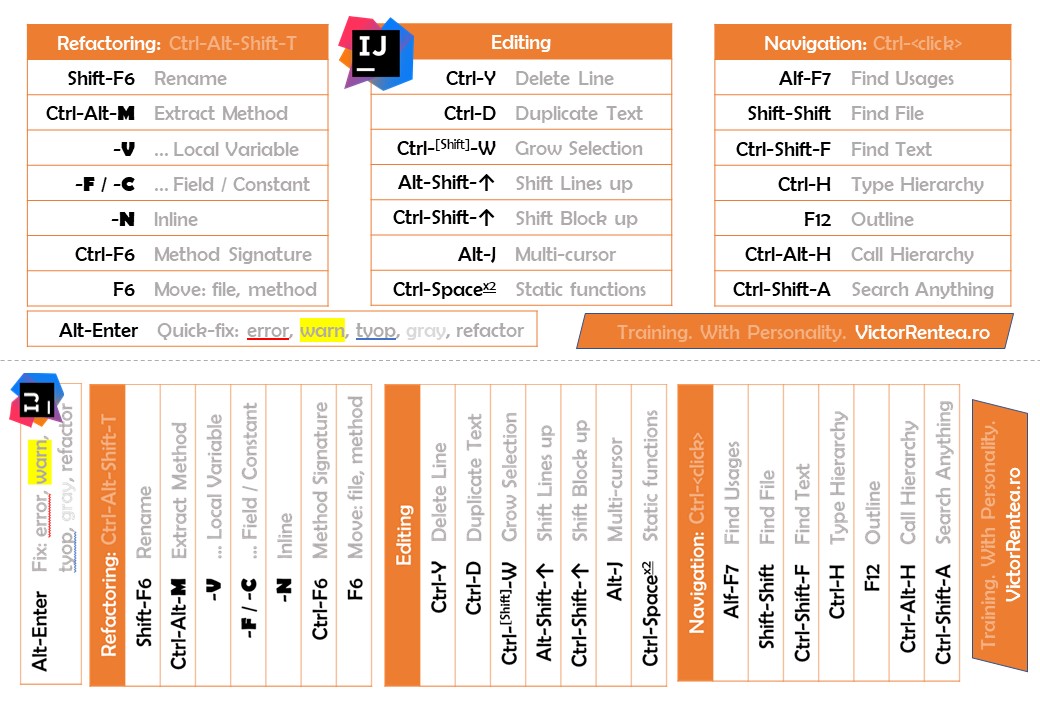 Refactoring: Ctrl-Alt-Shift-T
Shift-F6 Rename
Ctrl-Alt-M Extract Method
-V ... Local Variable
-F / -C ... Field / Constant
-N Inline
Ctrl-F6 Method Signature
F6 Move: file, method
IJ
Editing
Ctrl-Y Delete Line
Ctrl-D Duplicate Text
Ctrl-[Shift]-W Grow Selection
Alt-Shift-↑ Shift Lines up
Ctrl-Shift-↑ Shift Block up
Alt-J Multi-cursor
Ctrl-Spacex2 Static functions
Navigation: Ctrl-<click>
Alf-F7 Find Usages
Shift-Shift Find File
Ctrl-Shift-F Find Text
Ctrl-H Type Hierarchy
F12 Outline
Ctrl-Alt-H Call Hierarchy
Ctrl-Shift-A Search Anything
Alt-Enter Quick-fix: error, warn, tvop, gray, refactor
Training. With Personality. VictorRentea.ro
IJ
Alt-Enter Fix: error, warn,
tvop, gray, refactor
Refactoring: Ctrl-Alt-Shift-T
Shift-F6 Rename
Ctrl-Alt-M Extract Method
-V ... Local Variable
-F / -C ... Field / Constant
-N Inline
Ctrl-F6 Method Signature
F6 Move: file, method
Editing
Ctrl-Y Delete Line
Ctrl-D Duplicate Text
Ctrl-[Shift]-W Grow Selection
Alt-Shift-↑ Shift Lines up
Ctrl-Shift-↑ Shift Block up
Alt-J Multi-cursor
Ctrl-Spacex2 Static functions
Navigation: Ctrl-<click>
Alf-F7 Find Usages
Shift-Shift Find File
Ctrl-Shift-F Find Text
Ctrl-H Type Hierarchy
F12 Outline
Ctrl-Alt-H Call Hierarchy
Ctrl-Shift-A Search Anything
Training. With Personality.
VictorRentea.ro